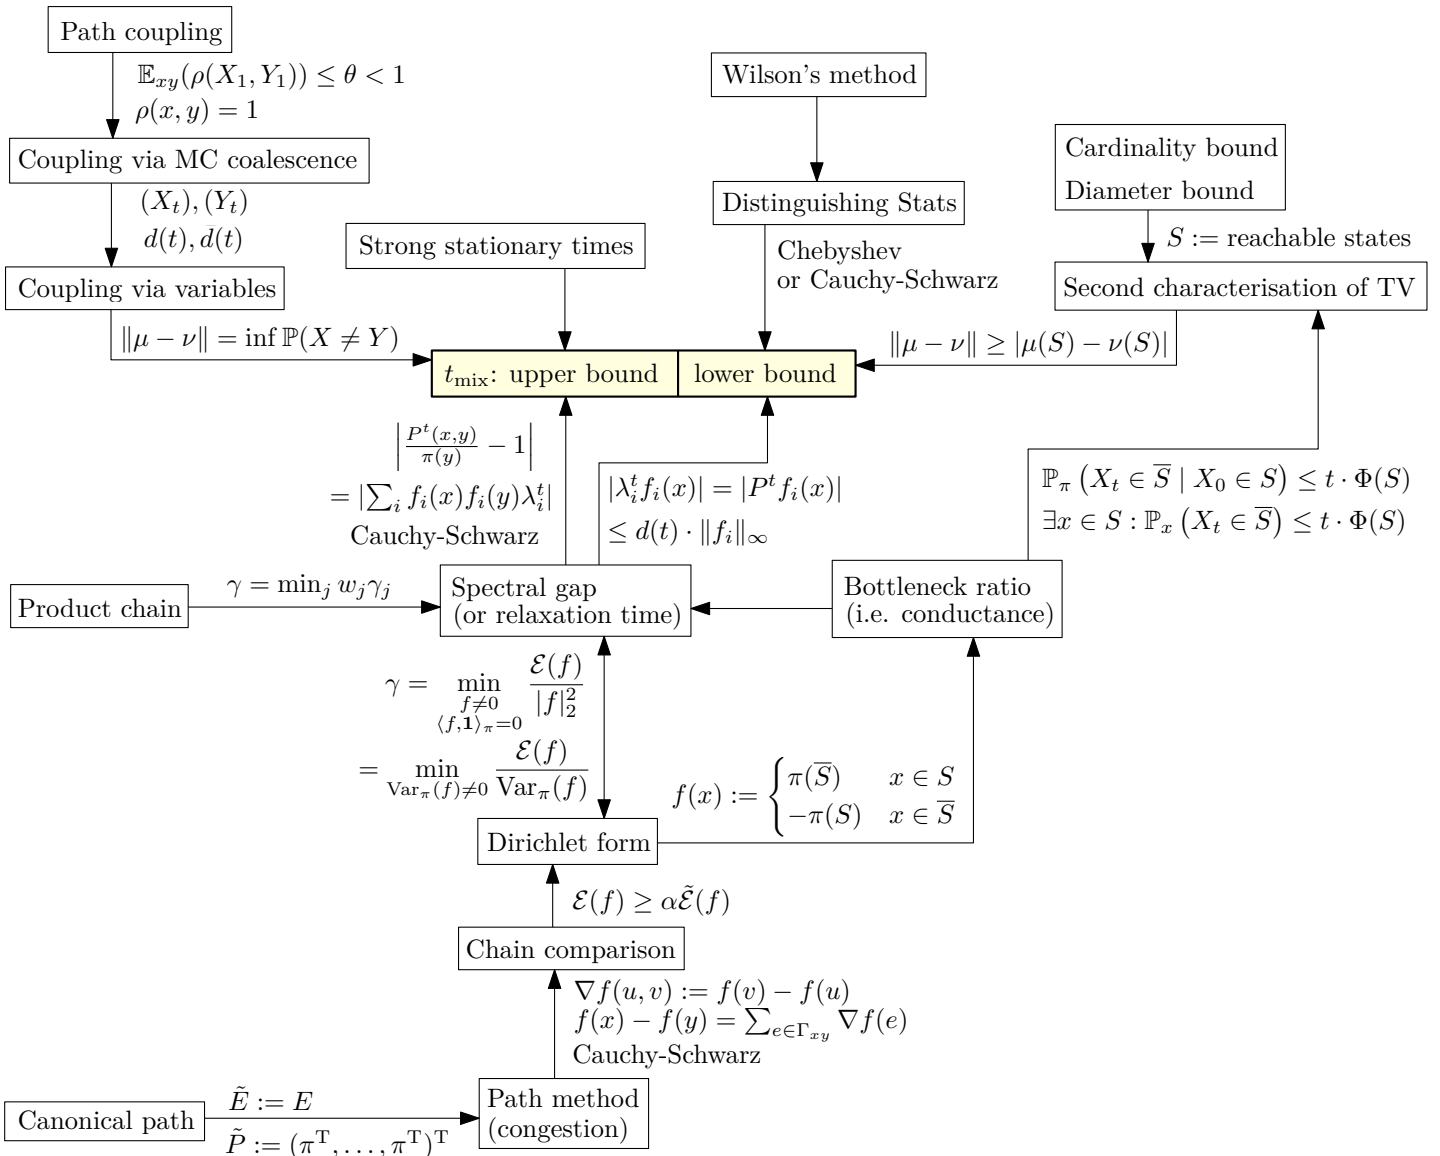 Path coupling
𝔼_{xy}(ρ(X_1, Y_1)) ≤ θ < 1
ρ(x, y) = 1
Coupling via MC coalescence
(X_t), (Y_t)
d(t), d̄(t)
Coupling via variables
‖μ − ν‖ = inf ℙ(X ≠ Y)
Strong stationary times
Wilson's method
Distinguishing Stats
Chebyshev
or Cauchy-Schwarz
Cardinality bound
Diameter bound
S := reachable states
Second characterisation of TV
‖μ − ν‖ ≥ |μ(S) − ν(S)|
t_mix: upper bound
lower bound
|P^t(x,y)/π(y) − 1|
= |∑_i f_i(x)f_i(y)λ_i^t|
Cauchy-Schwarz
|λ_i^t f_i(x)| = |P^t f_i(x)|
≤ d(t) · ‖f_i‖_∞
ℙ_π (X_t ∈ S̅ | X_0 ∈ S) ≤ t · Φ(S)
∃x ∈ S : ℙ_x (X_t ∈ S̅) ≤ t · Φ(S)
Product chain
γ = min_j w_jγ_j
Spectral gap
(or relaxation time)
Bottleneck ratio
(i.e. conductance)
γ = min_{f≠0, ⟨f,𝟏⟩_π=0} ℰ(f)/|f|_2^2
= min_{Var_π(f)≠0} ℰ(f)/Var_π(f)
f(x) := { π(S̅) x ∈ S
−π(S) x ∈ S̅
Dirichlet form
ℰ(f) ≥ αℰ̃(f)
Chain comparison
∇f(u, v) := f(v) − f(u)
f(x) − f(y) = ∑_{e∈Γ_{xy}} ∇f(e)
Cauchy-Schwarz
Path method
(congestion)
Canonical path
Ẽ := E
P̃ := (π^T, …, π^T)^T